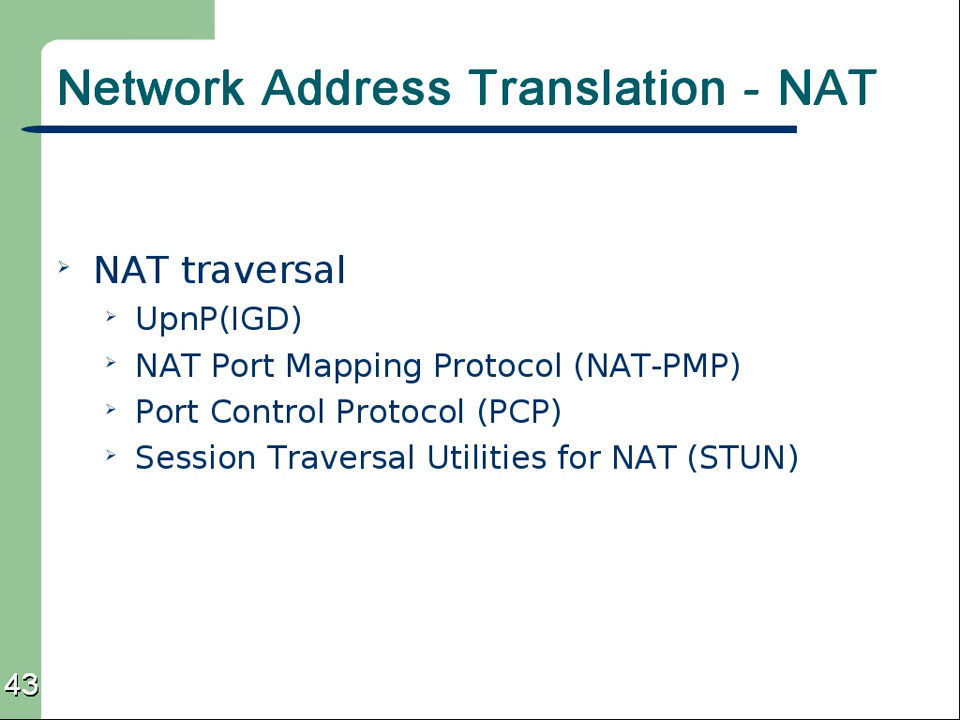 Network Address Translation - NAT
NAT traversal
UpnP(IGD)
NAT Port Mapping Protocol (NAT-PMP)
Port Control Protocol (PCP)
Session Traversal Utilities for NAT (STUN)
43